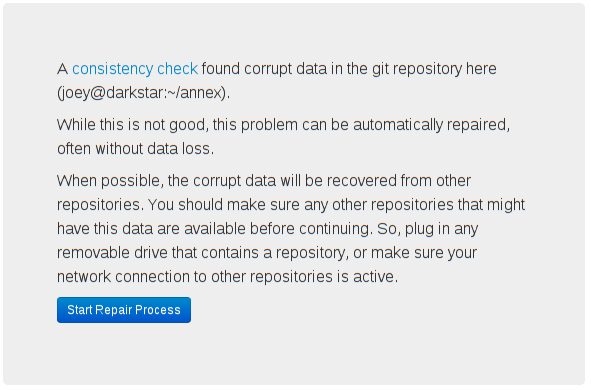 A consistency check found corrupt data in the git repository here
(joey@darkstar:~/annex).
While this is not good, this problem can be automatically repaired,
often without data loss.
When possible, the corrupt data will be recovered from other
repositories. You should make sure any other repositories that might
have this data are available before continuing. So, plug in any
removable drive that contains a repository, or make sure your
network connection to other repositories is active.
Start Repair Process